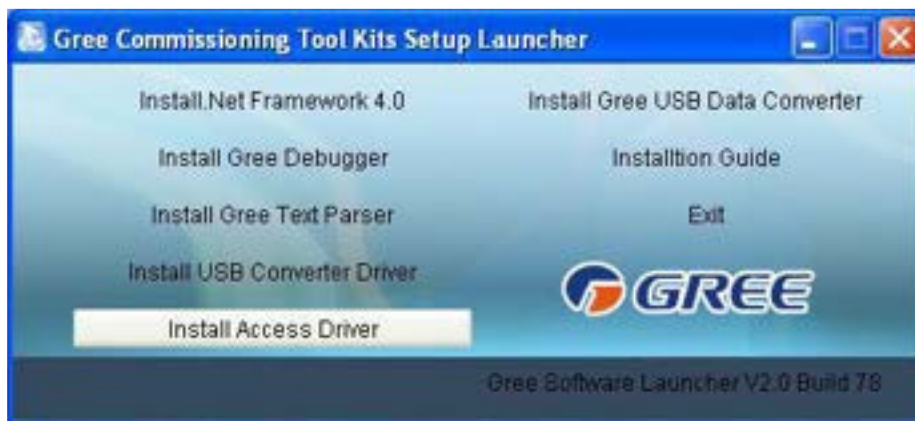 Gree Commissioning Tool Kits Setup Launcher
Install.Net Framework 4.0
Install Gree Debugger
Install Gree Text Parser
Install USB Converter Driver
Install Access Driver
Install Gree USB Data Converter
Installtion Guide
Exit
GREE
Gree Software Launcher V2.0 Build 78